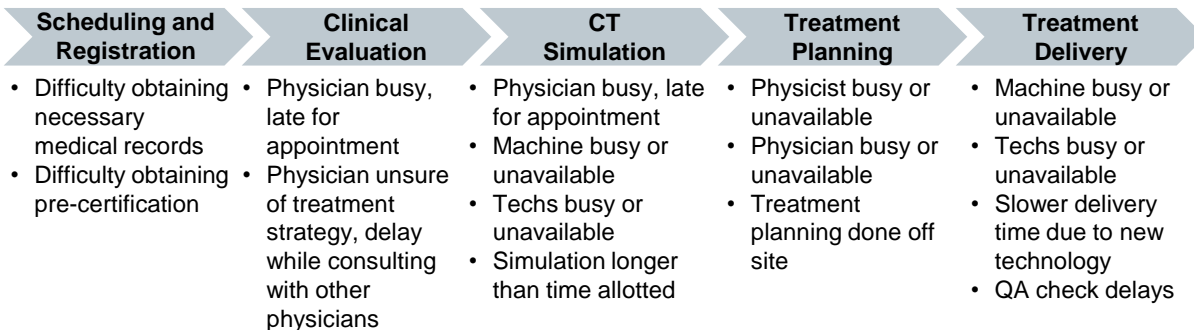 Scheduling and
Registration
Clinical
Evaluation
CT
Simulation
Treatment
Planning
Treatment
Delivery
• Difficulty obtaining
necessary
medical records
• Difficulty obtaining
pre-certification
• Physician busy,
late for
appointment
• Physician unsure
of treatment
strategy, delay
while consulting
with other
physicians
• Physician busy, late
for appointment
• Machine busy or
unavailable
• Techs busy or
unavailable
• Simulation longer
than time allotted
• Physicist busy or
unavailable
• Physician busy or
unavailable
• Treatment
planning done off
site
• Machine busy or
unavailable
• Techs busy or
unavailable
• Slower delivery
time due to new
technology
• QA check delays